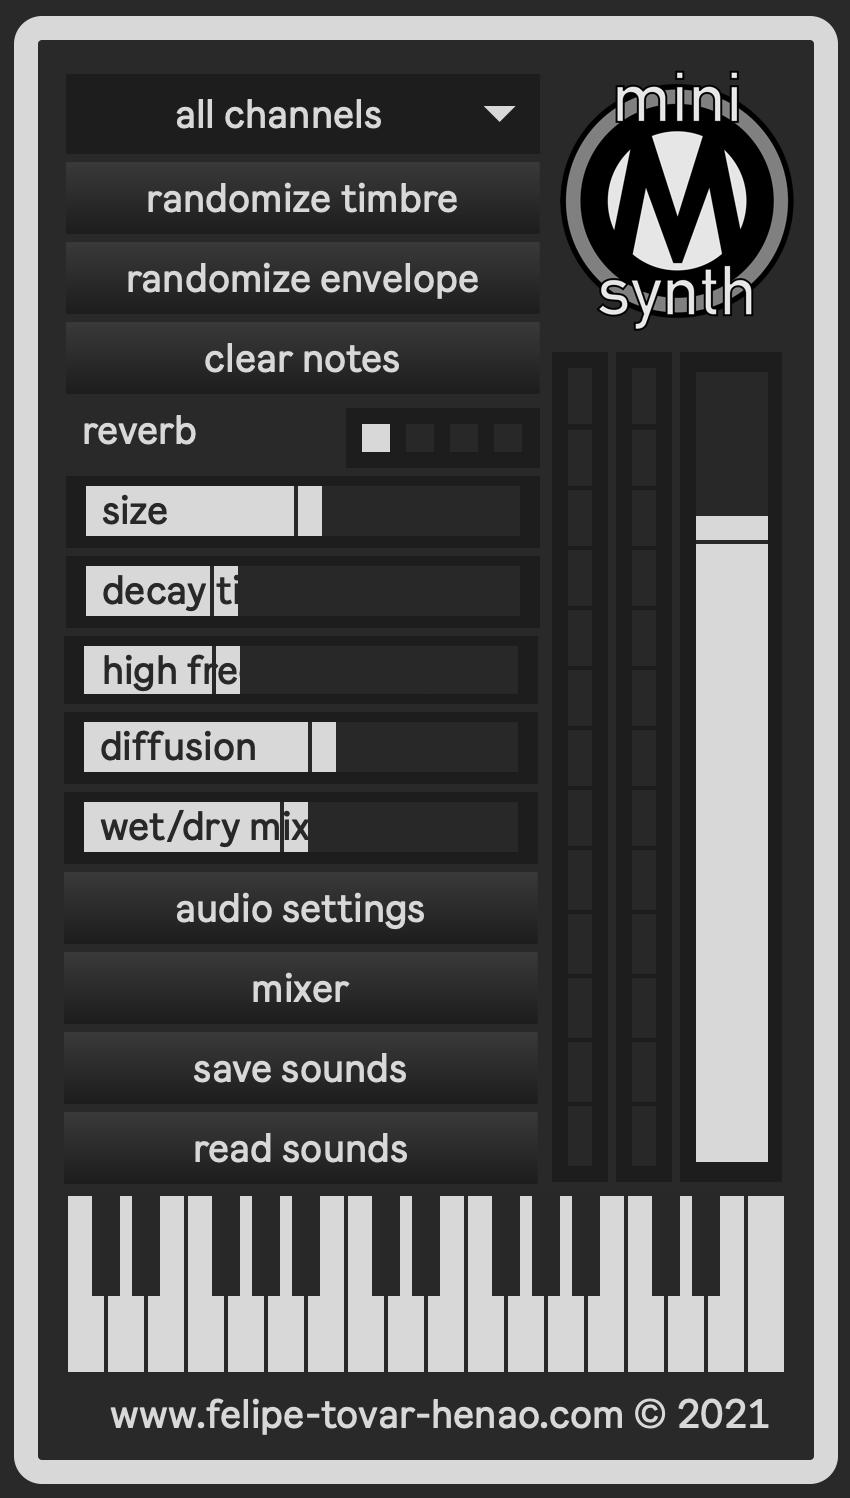 all channels
mini
M
synth
randomize timbre
randomize envelope
clear notes
reverb
size
decay ti
high fre
diffusion
wet/dry mix
audio settings
mixer
save sounds
read sounds
www.felipe-tovar-henao.com © 2021